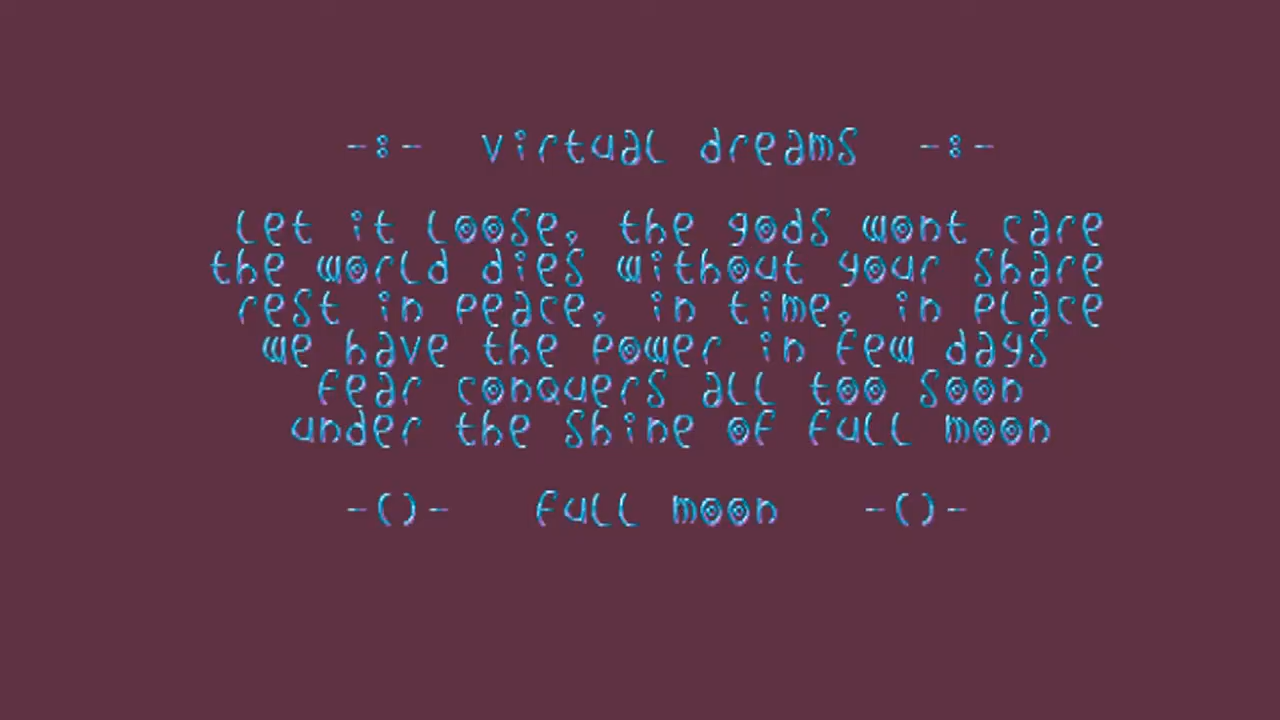 -:- virtual dreams -:-
let it loose, the gods wont care
the world dies without your share
rest in peace, in time, in place
we have the power in few days
fear conquers all too soon
under the shine of full moon
-()- full moon -()-